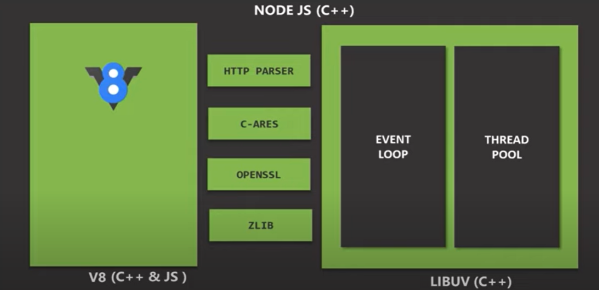 NODE JS (C++)
8
HTTP PARSER
C-ARES
OPENSSL
ZLIB
EVENT
LOOP
THREAD
POOL
V8 (C++ & JS )
LIBUV (C++)